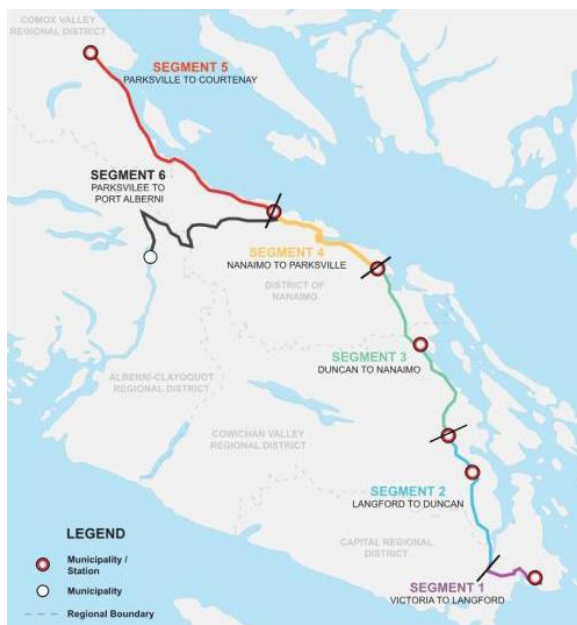 COMOX VALLEY
REGIONAL DISTRICT
SEGMENT 5
PARKSVILLE TO COURTENAY
SEGMENT 6
PARKSVILEE TO
PORT ALBERNI
SEGMENT 4
NANAIMO TO PARKSVILLE
DISTRICT OF
NANAIMO
SEGMENT 3
DUNCAN TO NANAIMO
ALBERNI-CLAYOQUOT
REGIONAL DISTRICT
COWICHAN VALLEY
REGIONAL DISTRICT
SEGMENT 2
LANGFORD TO DUNCAN
CAPITAL REGIONAL
DISTRICT
SEGMENT 1
VICTORIA TO LANGFORD
LEGEND
Municipality /
Station
Municipality
Regional Boundary